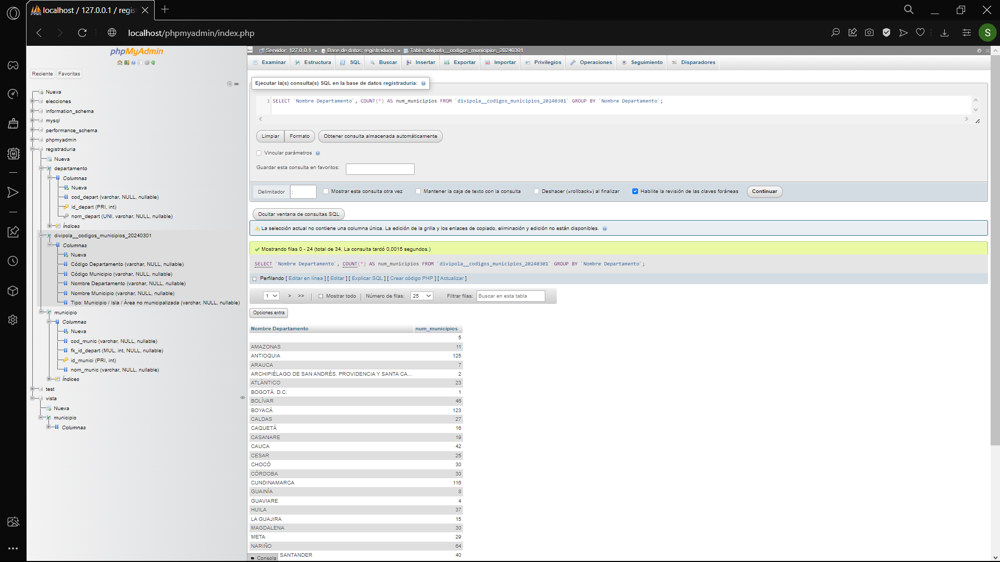 localhost / 127.0.0.1 / regis
localhost/phpmyadmin/index.php
S
phpMyAdmin
Reciente
Favoritas
Nueva
elecciones
information_schema
mysql
performance_schema
phpmyadmin
registraduria
Nueva
departamento
Columnas
Nueva
cod_depart (varchar, NULL, nullable)
id_depart (PRI, int)
nom_depart (UNI, varchar, NULL, nullable)
Índices
divipola__codigos_municipios_20240301
Columnas
Nueva
Código Departamento (varchar, NULL, nullable)
Código Municipio (varchar, NULL, nullable)
Nombre Departamento (varchar, NULL, nullable)
Nombre Municipio (varchar, NULL, nullable)
Tipo: Municipio / Isla / Área no municipalizada (varchar, NULL, nullable)
municipio
Columnas
Nueva
cod_munic (varchar, NULL, nullable)
fk_id_depart (MUL, int, NULL, nullable)
id_munici (PRI, int)
nom_munic (varchar, NULL, nullable)
Índices
test
vista
Nueva
municipio
Columnas
Servidor: 127.0.0.1 » Base de datos: registraduria » Tabla: divipola__codigos_municipios_20240301
Examinar Estructura SQL Buscar Insertar Exportar Importar Privilegios Operaciones Seguimiento Disparadores
Ejecutar la(s) consulta(s) SQL en la base de datos registraduria:
1 SELECT `Nombre Departamento`, COUNT(*) AS num_municipios FROM `divipola__codigos_municipios_20240301` GROUP BY `Nombre Departamento`;
Limpiar Formato Obtener consulta almacenada automáticamente
Vincular parámetros
Guardar esta consulta en favoritos:
Delimitador ; Mostrar esta consulta otra vez Mantener la caja de texto con la consulta Deshacer («rollback») al finalizar Habilite la revisión de las claves foráneas Continuar
Ocultar ventana de consultas SQL
La selección actual no contiene una columna única. La edición de la grilla y los enlaces de copiado, eliminación y edición no están disponibles.
Mostrando filas 0 - 24 (total de 34, La consulta tardó 0,0015 segundos.)
SELECT `Nombre Departamento`, COUNT(*) AS num_municipios FROM `divipola__codigos_municipios_20240301` GROUP BY `Nombre Departamento`;
Perfilando [ Editar en línea ] [ Editar ] [ Explicar SQL ] [ Crear código PHP ] [ Actualizar ]
1 > >> Mostrar todo Número de filas: 25 Filtrar filas: Buscar en esta tabla
Opciones extra
Nombre Departamento num_municipios
5
AMAZONAS 11
ANTIOQUIA 125
ARAUCA 7
ARCHIPIÉLAGO DE SAN ANDRÉS. PROVIDENCIA Y SANTA CA... 2
ATLÁNTICO 23
BOGOTÁ. D.C. 1
BOLÍVAR 46
BOYACÁ 123
CALDAS 27
CAQUETÁ 16
CASANARE 19
CAUCA 42
CESAR 25
CHOCÓ 30
CÓRDOBA 30
CUNDINAMARCA 116
GUAINÍA 8
GUAVIARE 4
HUILA 37
LA GUAJIRA 15
MAGDALENA 30
META 29
NARIÑO 64
SANTANDER 40
Consola